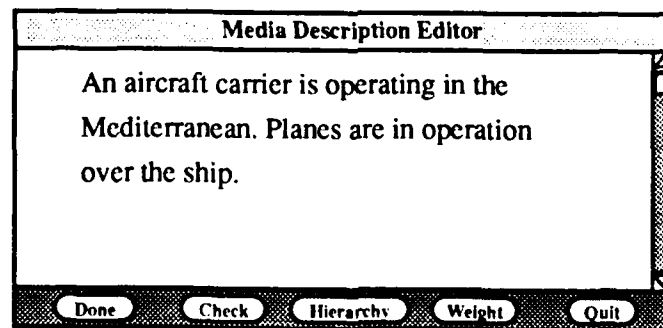 Media Description Editor
An aircraft carrier is operating in the
Mediterranean. Planes are in operation
over the ship.
Done Check Hierarchy Weight Quit